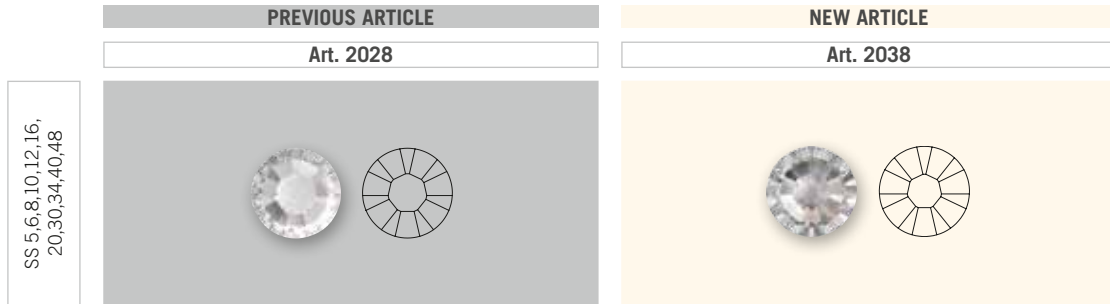 PREVIOUS ARTICLE
NEW ARTICLE
Art. 2028
Art. 2038
SS 5,6,8,10,12,16,
20,30,34,40,48